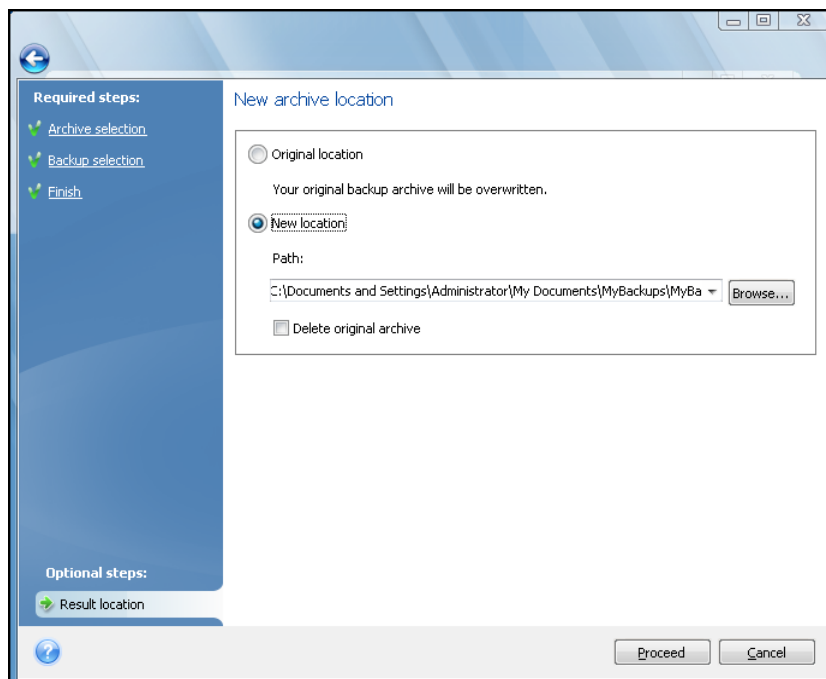 Required steps:
Archive selection
Backup selection
Finish
New archive location
Original location
Your original backup archive will be overwritten.
New location
Path:
C:\Documents and Settings\Administrator\My Documents\MyBackups\MyBa
Browse...
Delete original archive
Optional steps:
Result location
Proceed
Cancel